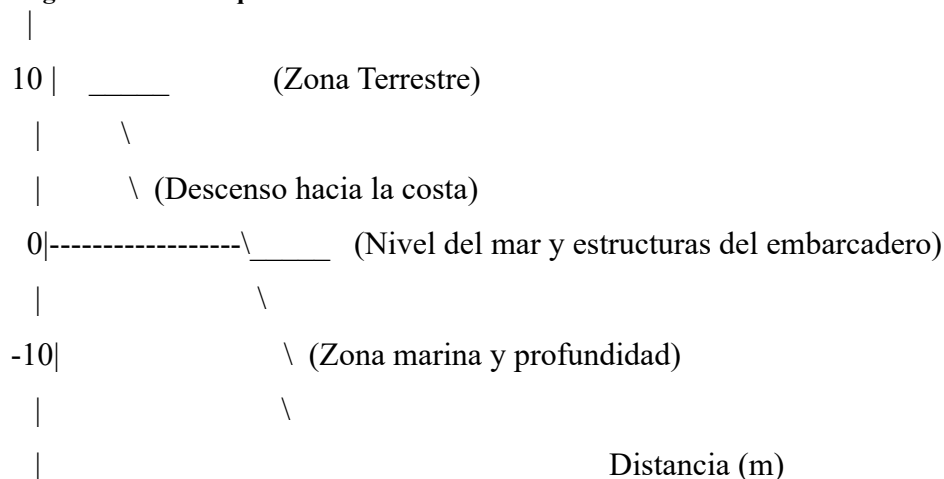 |
10 | _____ (Zona Terrestre)
| \
| \ (Descenso hacia la costa)
0|------------------\_____ (Nivel del mar y estructuras del embarcadero)
| \
-10| \ (Zona marina y profundidad)
| \
| Distancia (m)